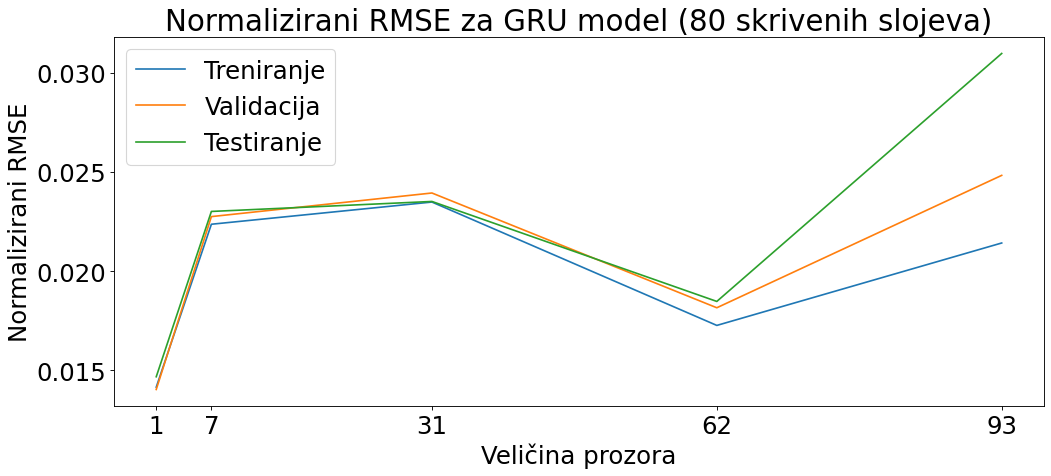 Normalizirani RMSE za GRU model (80 skrivenih slojeva)
Treniranje
Validacija
Testiranje
Normalizirani RMSE
0.030
0.025
0.020
0.015
1 7 31 62 93
Veličina prozora